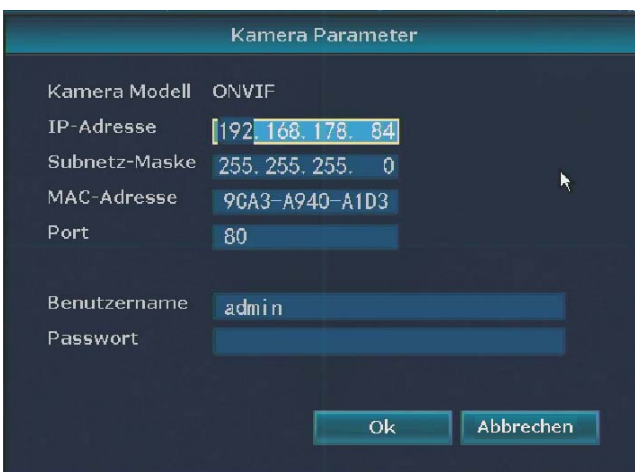 Kamera Parameter
Kamera Modell ONVIF
IP-Adresse 192.168.178. 84
Subnetz-Maske 255.255.255. 0
MAC-Adresse 9CA3-A940-A1D3
Port 80
Benutzername admin
Passwort
Ok Abbrechen